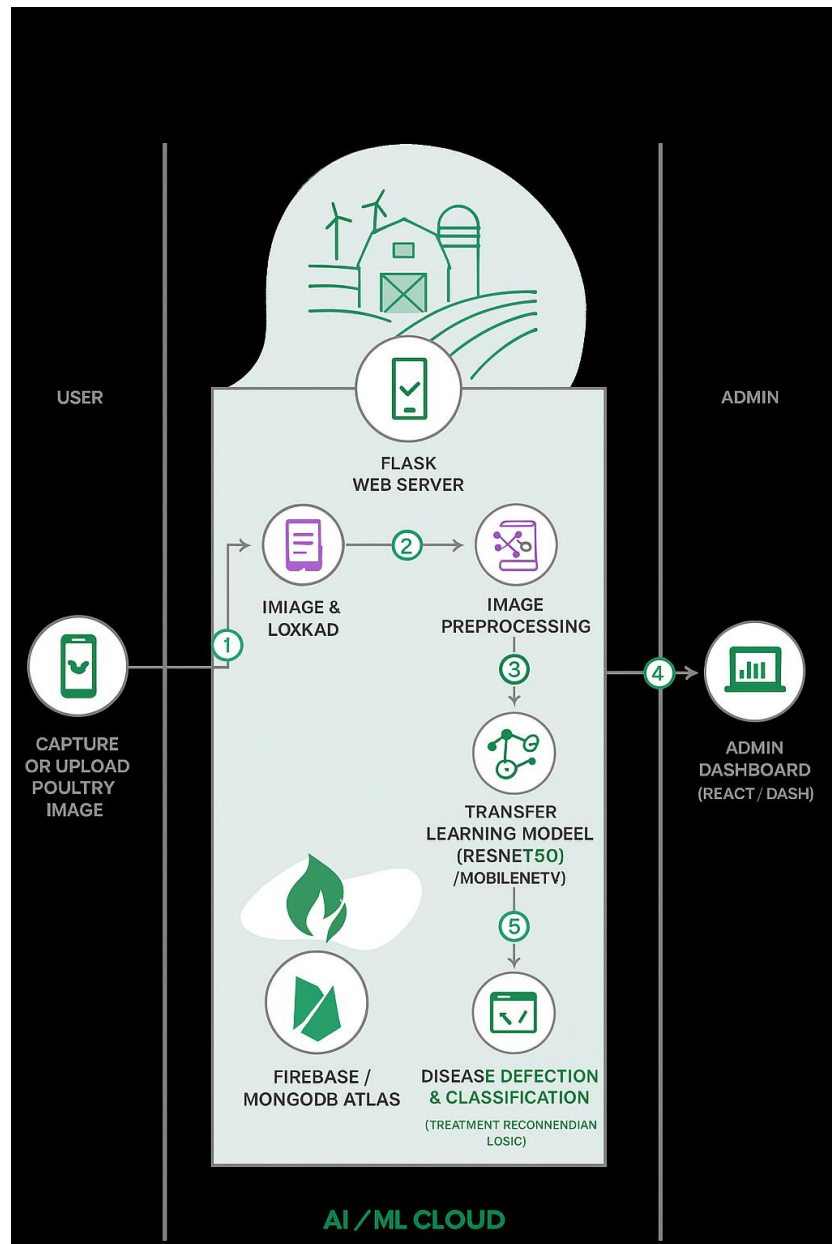 USER
ADMIN
FLASK
WEB SERVER
2
IMIAGE &
LOXKAD
IMAGE
PREPROCESSING
1
3
4
CAPTURE
OR UPLOAD
POULTRY
IMAGE
ADMIN
DASHBOARD
(REACT / DASH)
TRANSFER
LEARNING MODEEL
(RESNET50)
/MOBILENETV)
5
FIREBASE /
MONGODB ATLAS
DISEASE DEFECTION
& CLASSIFICATION
(TREATMENT RECONNENDIAN
LOSIC)
AI / ML CLOUD